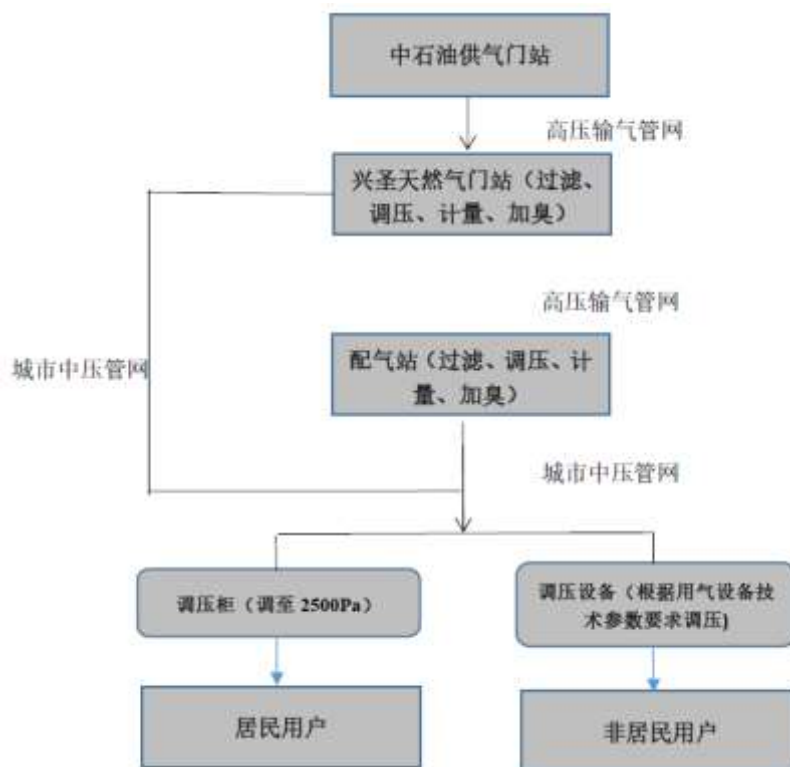 中石油供气门站
高压输气管网
兴圣天然气门站（过滤、
调压、计量、加臭）
高压输气管网
城市中压管网
配气站（过滤、调压、计
量、加臭）
城市中压管网
调压柜（调至 2500Pa）
调压设备（根据用气设备技
术参数要求调压)
居民用户
非居民用户